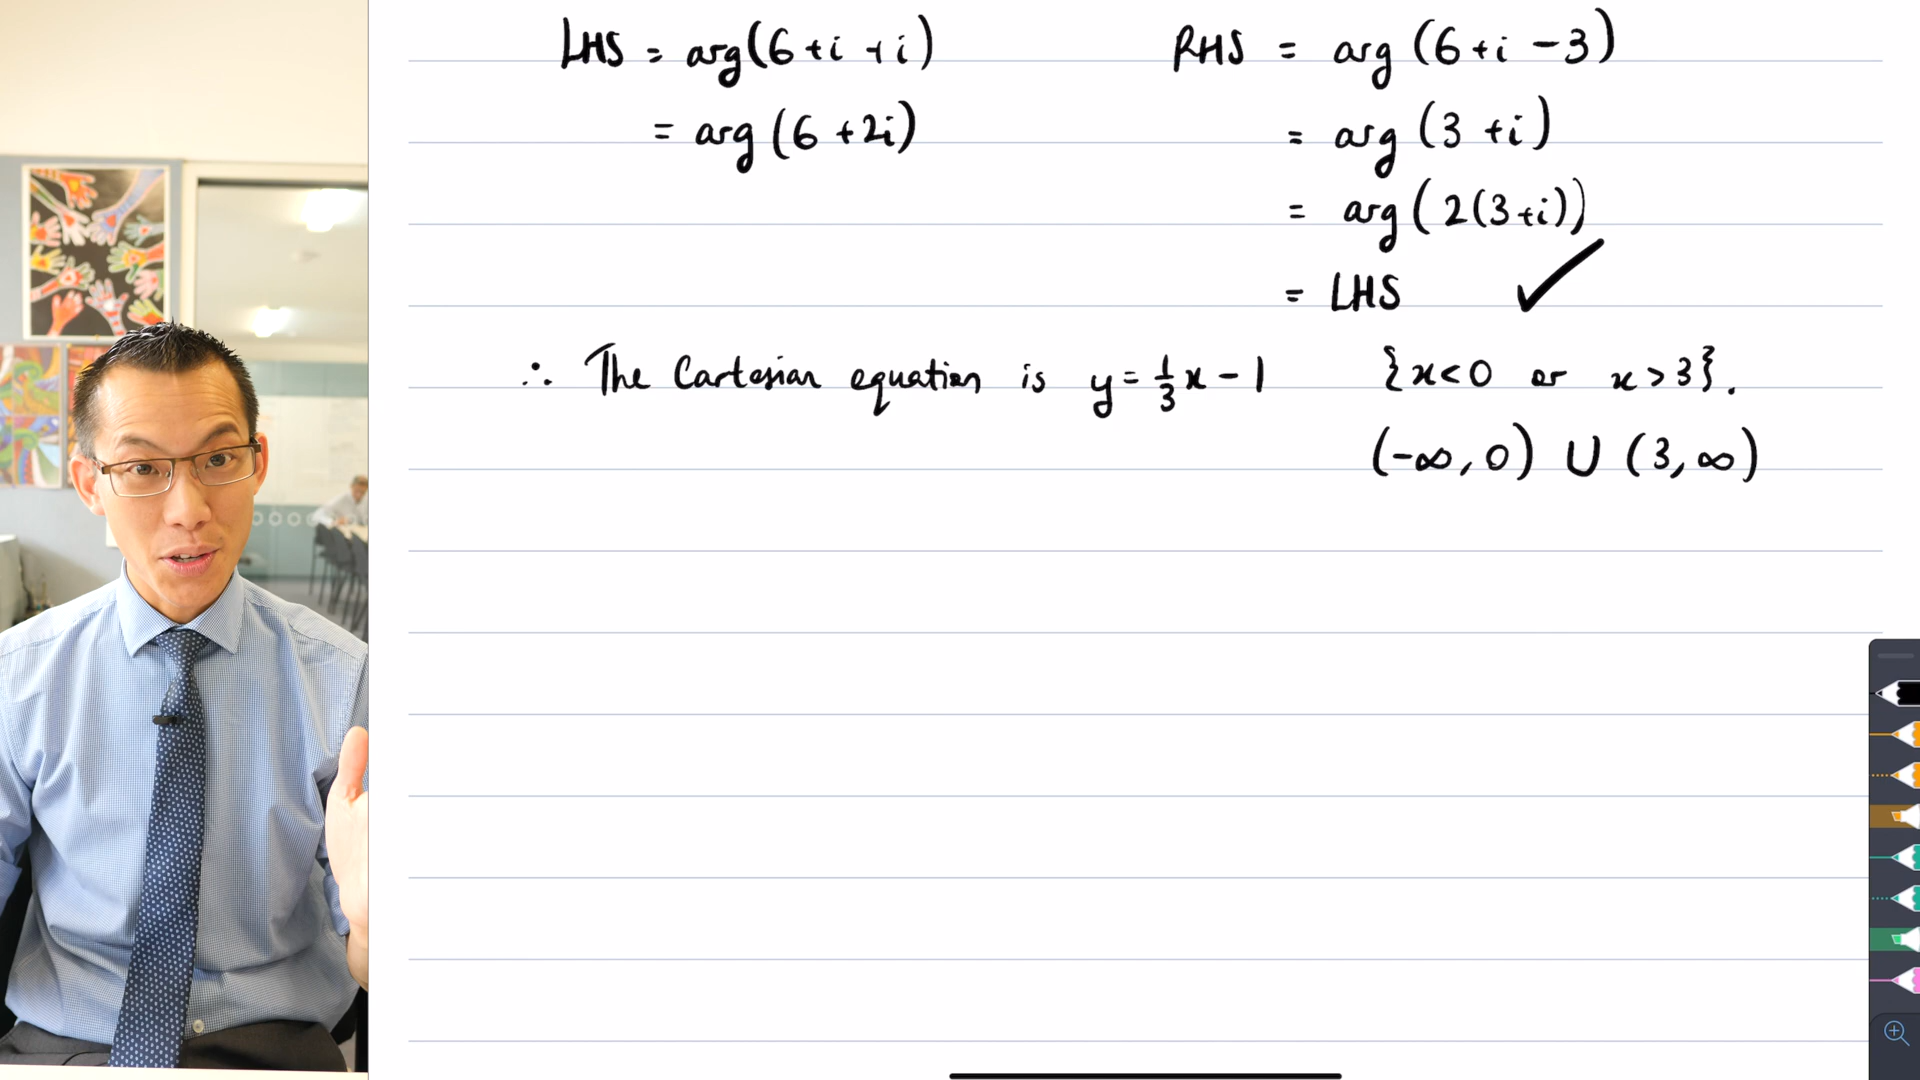 LHS = arg(6+i+i)
= arg(6+2i)
RHS = arg(6+i-3)
= arg(3+i)
= arg(2(3+i))
= LHS ✓
∴ The Cartesian equation is y = 1/3 x - 1 {x<0 or x>3}.
(-∞, 0) ∪ (3, ∞)